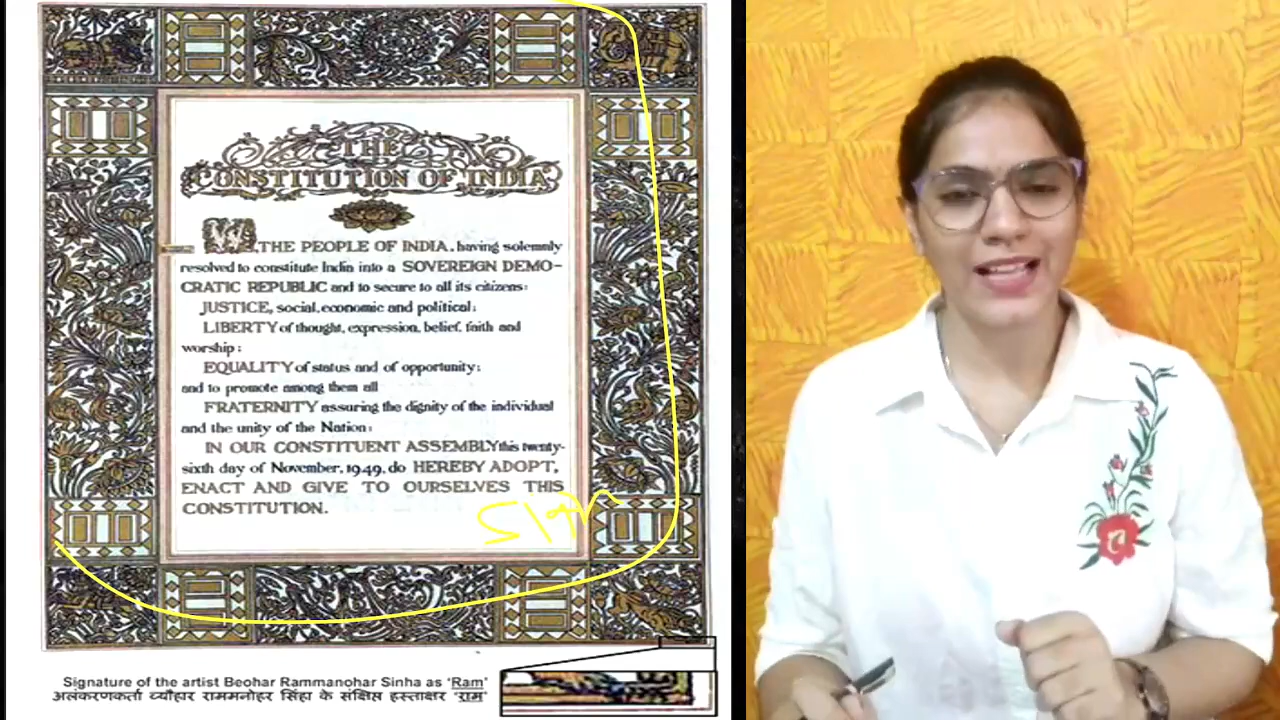 THE
CONSTITUTION OF INDIA
WE, THE PEOPLE OF INDIA, having solemnly
resolved to constitute India into a SOVEREIGN DEMO-
CRATIC REPUBLIC and to secure to all its citizens:
JUSTICE, social, economic and political;
LIBERTY of thought, expression, belief, faith and
worship;
EQUALITY of status and of opportunity;
and to promote among them all
FRATERNITY assuring the dignity of the individual
and the unity of the Nation;
IN OUR CONSTITUENT ASSEMBLY this twenty-
sixth day of November, 1949, do HEREBY ADOPT,
ENACT AND GIVE TO OURSELVES THIS
CONSTITUTION.
Signature of the artist Beohar Rammanohar Sinha as 'Ram'
अलंकरणकर्ता ब्यौहार राममनोहर सिंहा के संक्षिप्त हस्ताक्षर 'राम'